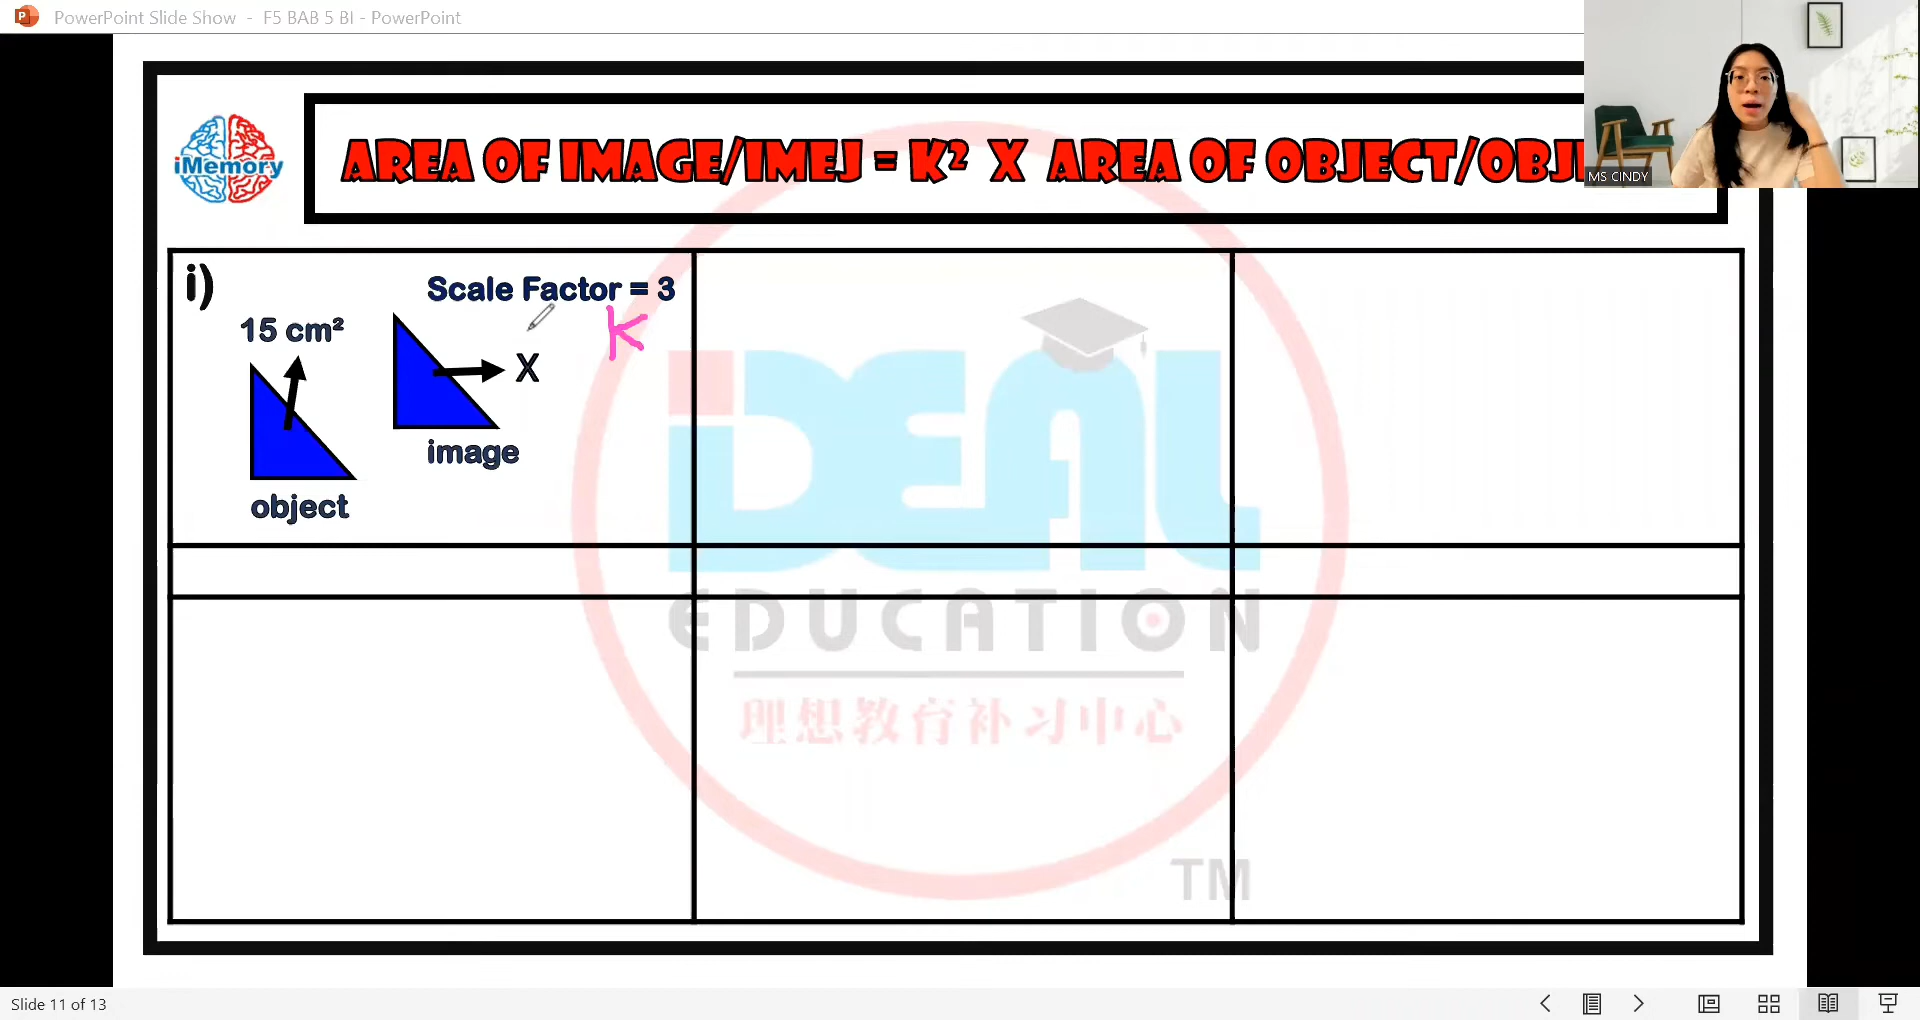 PowerPoint Slide Show - F5 BAB 5 BI - PowerPoint
MS CINDY
iMemory
AREA OF IMAGE/IMEJ = K² X AREA OF OBJECT/OBJE
i)
Scale Factor = 3
K
15 cm²
X
image
object
iDEAL
EDUCATION
理想教育补习中心
TM
Slide 11 of 13